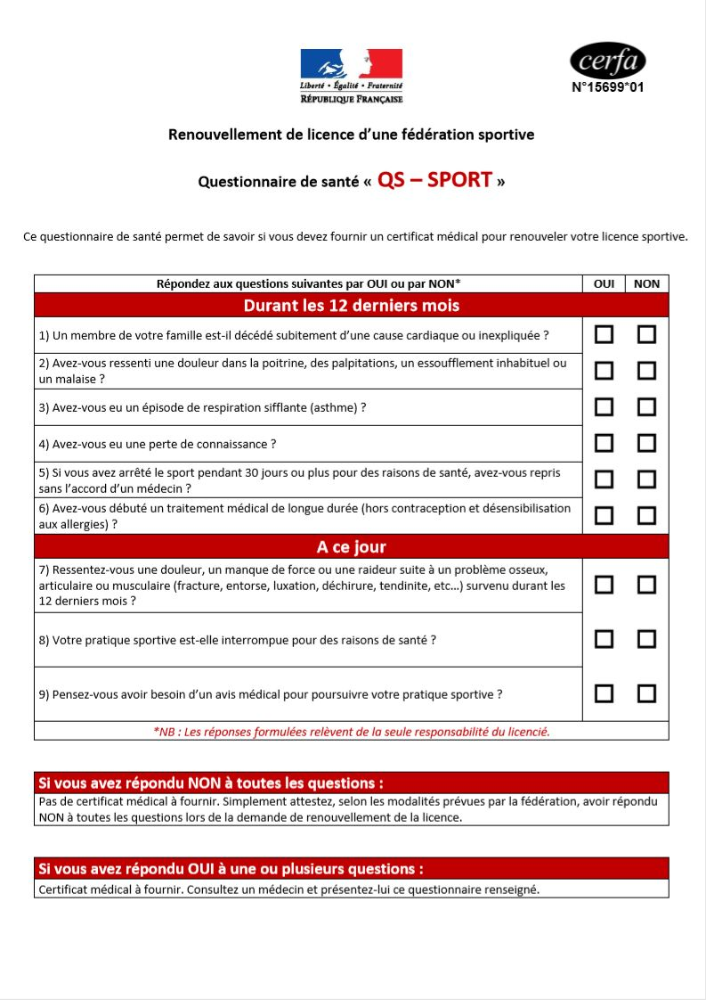 Liberté • Égalité • Fraternité
RÉPUBLIQUE FRANÇAISE
cerfa
N°15699*01
Renouvellement de licence d’une fédération sportive
Questionnaire de santé « QS – SPORT »
Ce questionnaire de santé permet de savoir si vous devez fournir un certificat médical pour renouveler votre licence sportive.
Répondez aux questions suivantes par OUI ou par NON* OUI NON
Durant les 12 derniers mois
1) Un membre de votre famille est-il décédé subitement d’une cause cardiaque ou inexpliquée ?
2) Avez-vous ressenti une douleur dans la poitrine, des palpitations, un essoufflement inhabituel ou
un malaise ?
3) Avez-vous eu un épisode de respiration sifflante (asthme) ?
4) Avez-vous eu une perte de connaissance ?
5) Si vous avez arrêté le sport pendant 30 jours ou plus pour des raisons de santé, avez-vous repris
sans l’accord d’un médecin ?
6) Avez-vous débuté un traitement médical de longue durée (hors contraception et désensibilisation
aux allergies) ?
A ce jour
7) Ressentez-vous une douleur, un manque de force ou une raideur suite à un problème osseux,
articulaire ou musculaire (fracture, entorse, luxation, déchirure, tendinite, etc…) survenu durant les
12 derniers mois ?
8) Votre pratique sportive est-elle interrompue pour des raisons de santé ?
9) Pensez-vous avoir besoin d’un avis médical pour poursuivre votre pratique sportive ?
*NB : Les réponses formulées relèvent de la seule responsabilité du licencié.
Si vous avez répondu NON à toutes les questions :
Pas de certificat médical à fournir. Simplement attestez, selon les modalités prévues par la fédération, avoir répondu
NON à toutes les questions lors de la demande de renouvellement de la licence.
Si vous avez répondu OUI à une ou plusieurs questions :
Certificat médical à fournir. Consultez un médecin et présentez-lui ce questionnaire renseigné.